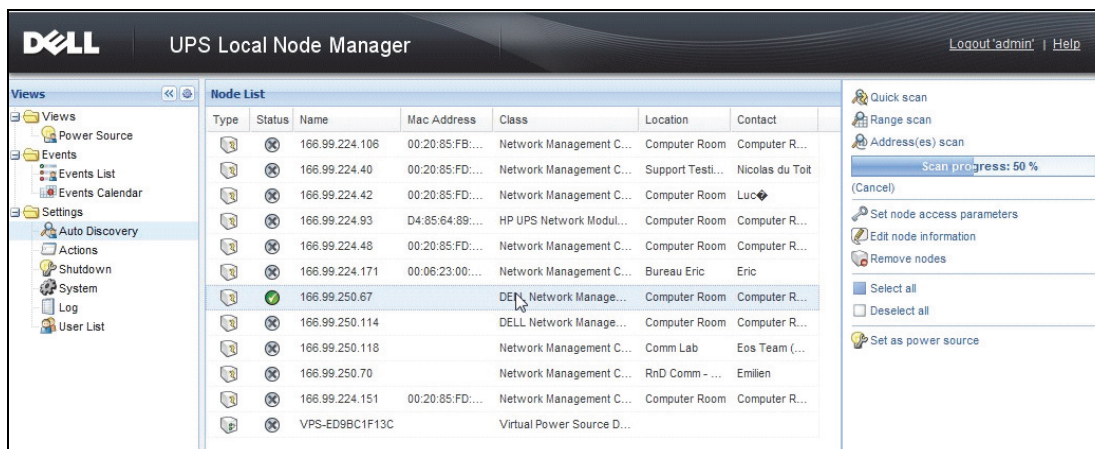 DELL UPS Local Node Manager Logout 'admin' | Help
Views
Views
Power Source
Events
Events List
Events Calendar
Settings
Auto Discovery
Actions
Shutdown
System
Log
User List
Node List
Type Status Name Mac Address Class Location Contact
166.99.224.106 00:20:85:FB:... Network Management C... Computer Room Computer R...
166.99.224.40 00:20:85:FD:... Network Management C... Support Testi... Nicolas du Toit
166.99.224.42 00:20:85:FD:... Network Management C... Computer Room Luc�
166.99.224.93 D4:85:64:89:... HP UPS Network Modul... Computer Room Computer R...
166.99.224.48 00:20:85:FD:... Network Management C... Computer Room Computer R...
166.99.224.171 00:06:23:00:... Network Management C... Bureau Eric Eric
166.99.250.67 DELL Network Manage... Computer Room Computer R...
166.99.250.114 DELL Network Manage... Computer Room Computer R...
166.99.250.118 Network Management C... Comm Lab Eos Team (...
166.99.250.70 Network Management C... RnD Comm - ... Emilien
166.99.224.151 00:20:85:FD:... Network Management C... Computer Room Computer R...
VPS-ED9BC1F13C Virtual Power Source D...
Quick scan
Range scan
Address(es) scan
Scan progress: 50 %
(Cancel)
Set node access parameters
Edit node information
Remove nodes
Select all
Deselect all
Set as power source